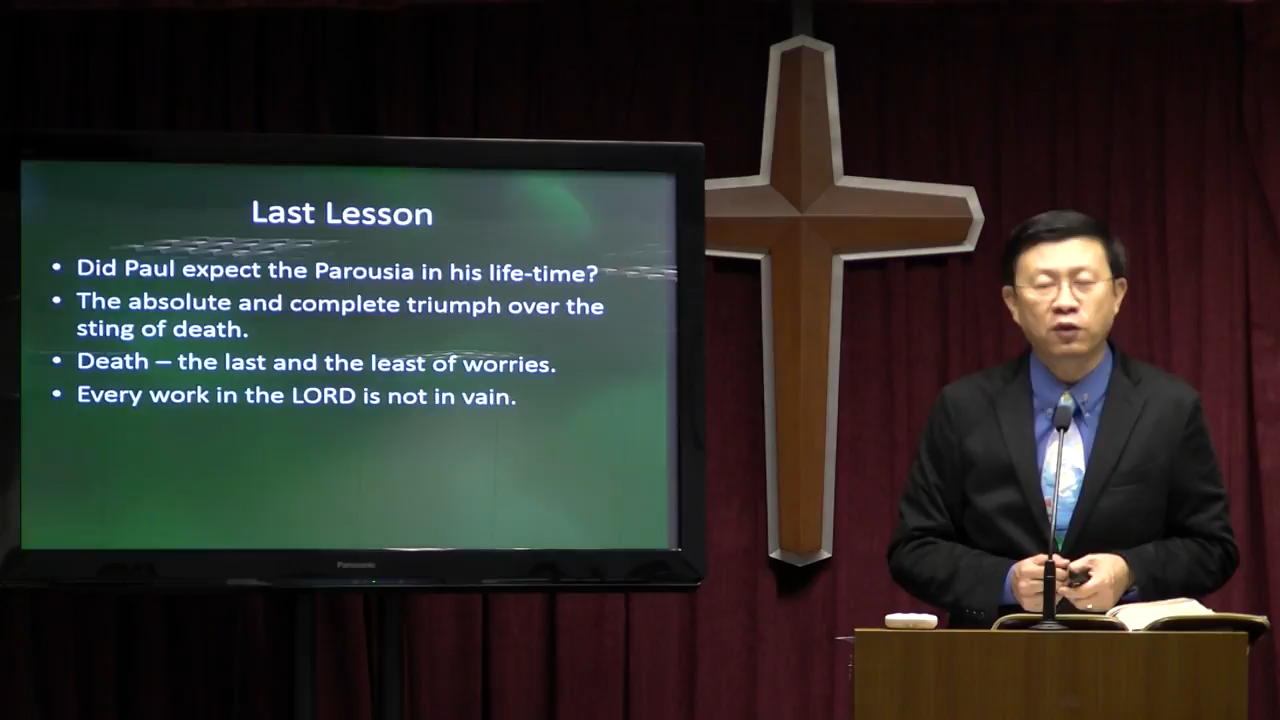 Last Lesson
• Did Paul expect the Parousia in his life-time?
• The absolute and complete triumph over the
sting of death.
• Death – the last and the least of worries.
• Every work in the LORD is not in vain.
Panasonic